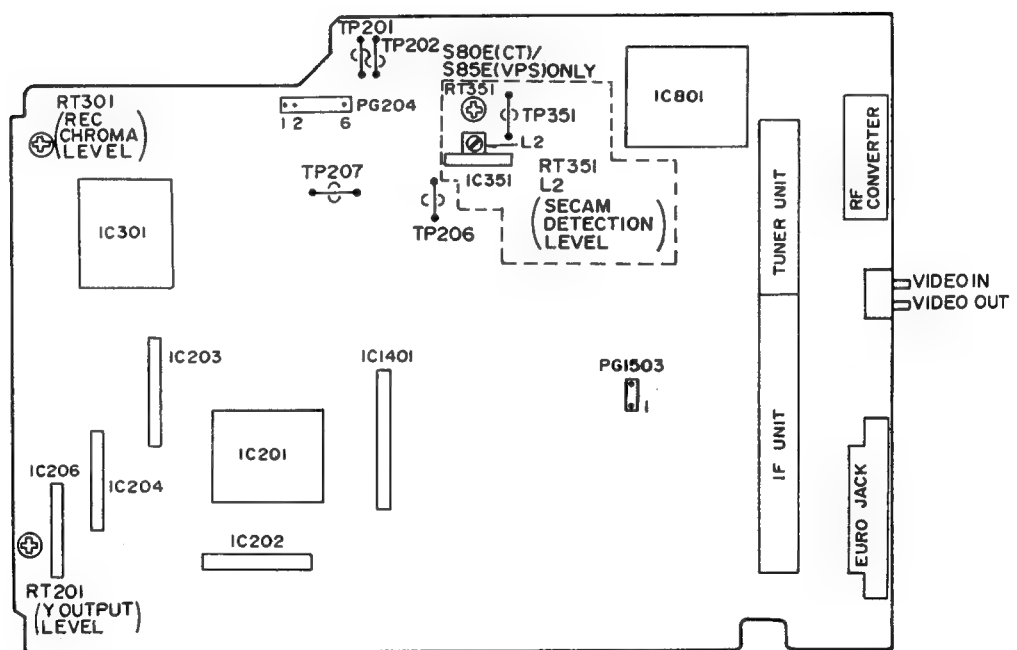 TP201
TP202
S80E(CT)/
S85E(VPS)ONLY
RT351
TP351
L2
IC351
RT351
L2
(SECAM
DETECTION
LEVEL)
IC801
RT301
(REC
CHROMA
LEVEL)
PG204
1 2 6
TP207
TP206
IC301
TUNER UNIT
RF
CONVERTER
VIDEO IN
VIDEO OUT
IC203
IC1401
PG1503
1
IC201
IC206
IC204
IC202
IF UNIT
EURO JACK
RT201
(Y OUTPUT
LEVEL)